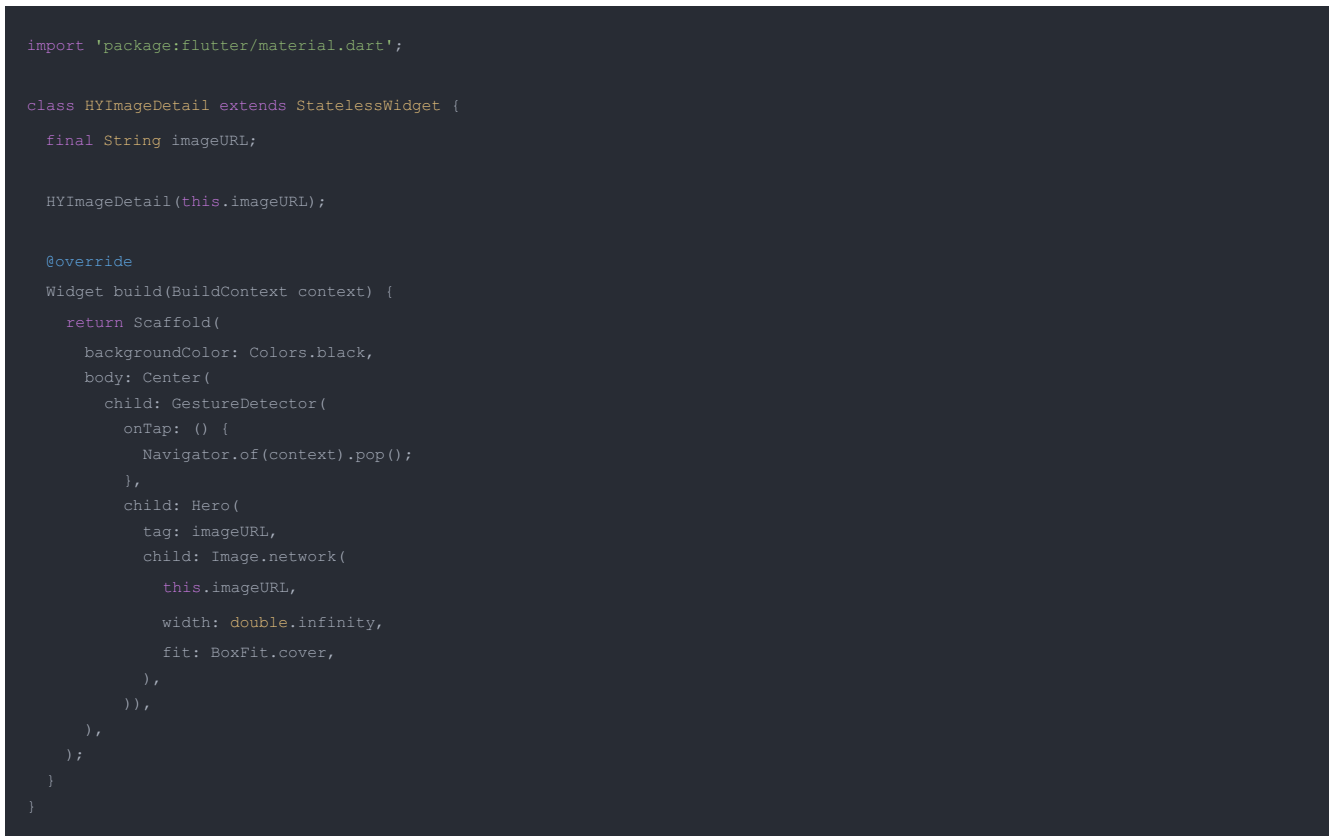 import 'package:flutter/material.dart';
class HYImageDetail extends StatelessWidget {
final String imageURL;
HYImageDetail(this.imageURL);
@override
Widget build(BuildContext context) {
return Scaffold(
backgroundColor: Colors.black,
body: Center(
child: GestureDetector(
onTap: () {
Navigator.of(context).pop();
},
child: Hero(
tag: imageURL,
child: Image.network(
this.imageURL,
width: double.infinity,
fit: BoxFit.cover,
),
)),
),
);
}
}